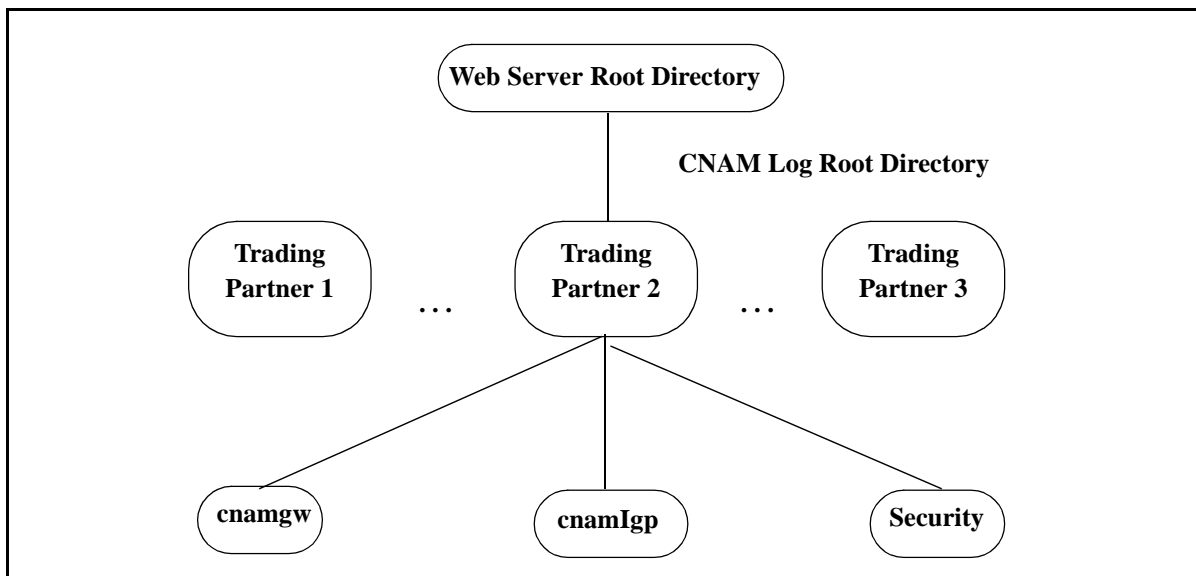 Web Server Root Directory
CNAM Log Root Directory
Trading
Partner 1
...
Trading
Partner 2
...
Trading
Partner 3
cnamgw
cnamIgp
Security